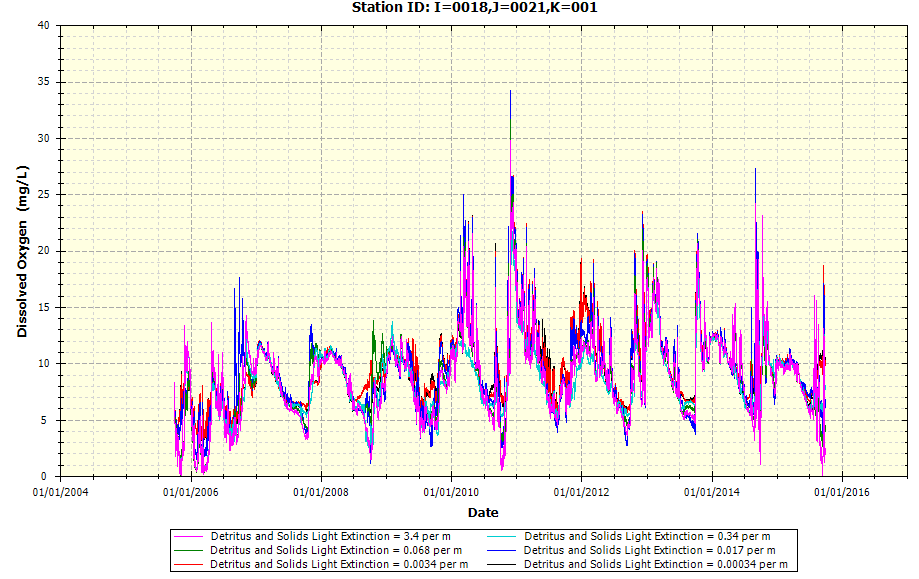 Station ID: I=0018,J=0021,K=001
Dissolved Oxygen (mg/L)
40
35
30
25
20
15
10
5
0
01/01/2004 01/01/2006 01/01/2008 01/01/2010 01/01/2012 01/01/2014 01/01/2016
Date
Detritus and Solids Light Extinction = 3.4 per m Detritus and Solids Light Extinction = 0.34 per m
Detritus and Solids Light Extinction = 0.068 per m Detritus and Solids Light Extinction = 0.017 per m
Detritus and Solids Light Extinction = 0.0034 per m Detritus and Solids Light Extinction = 0.00034 per m